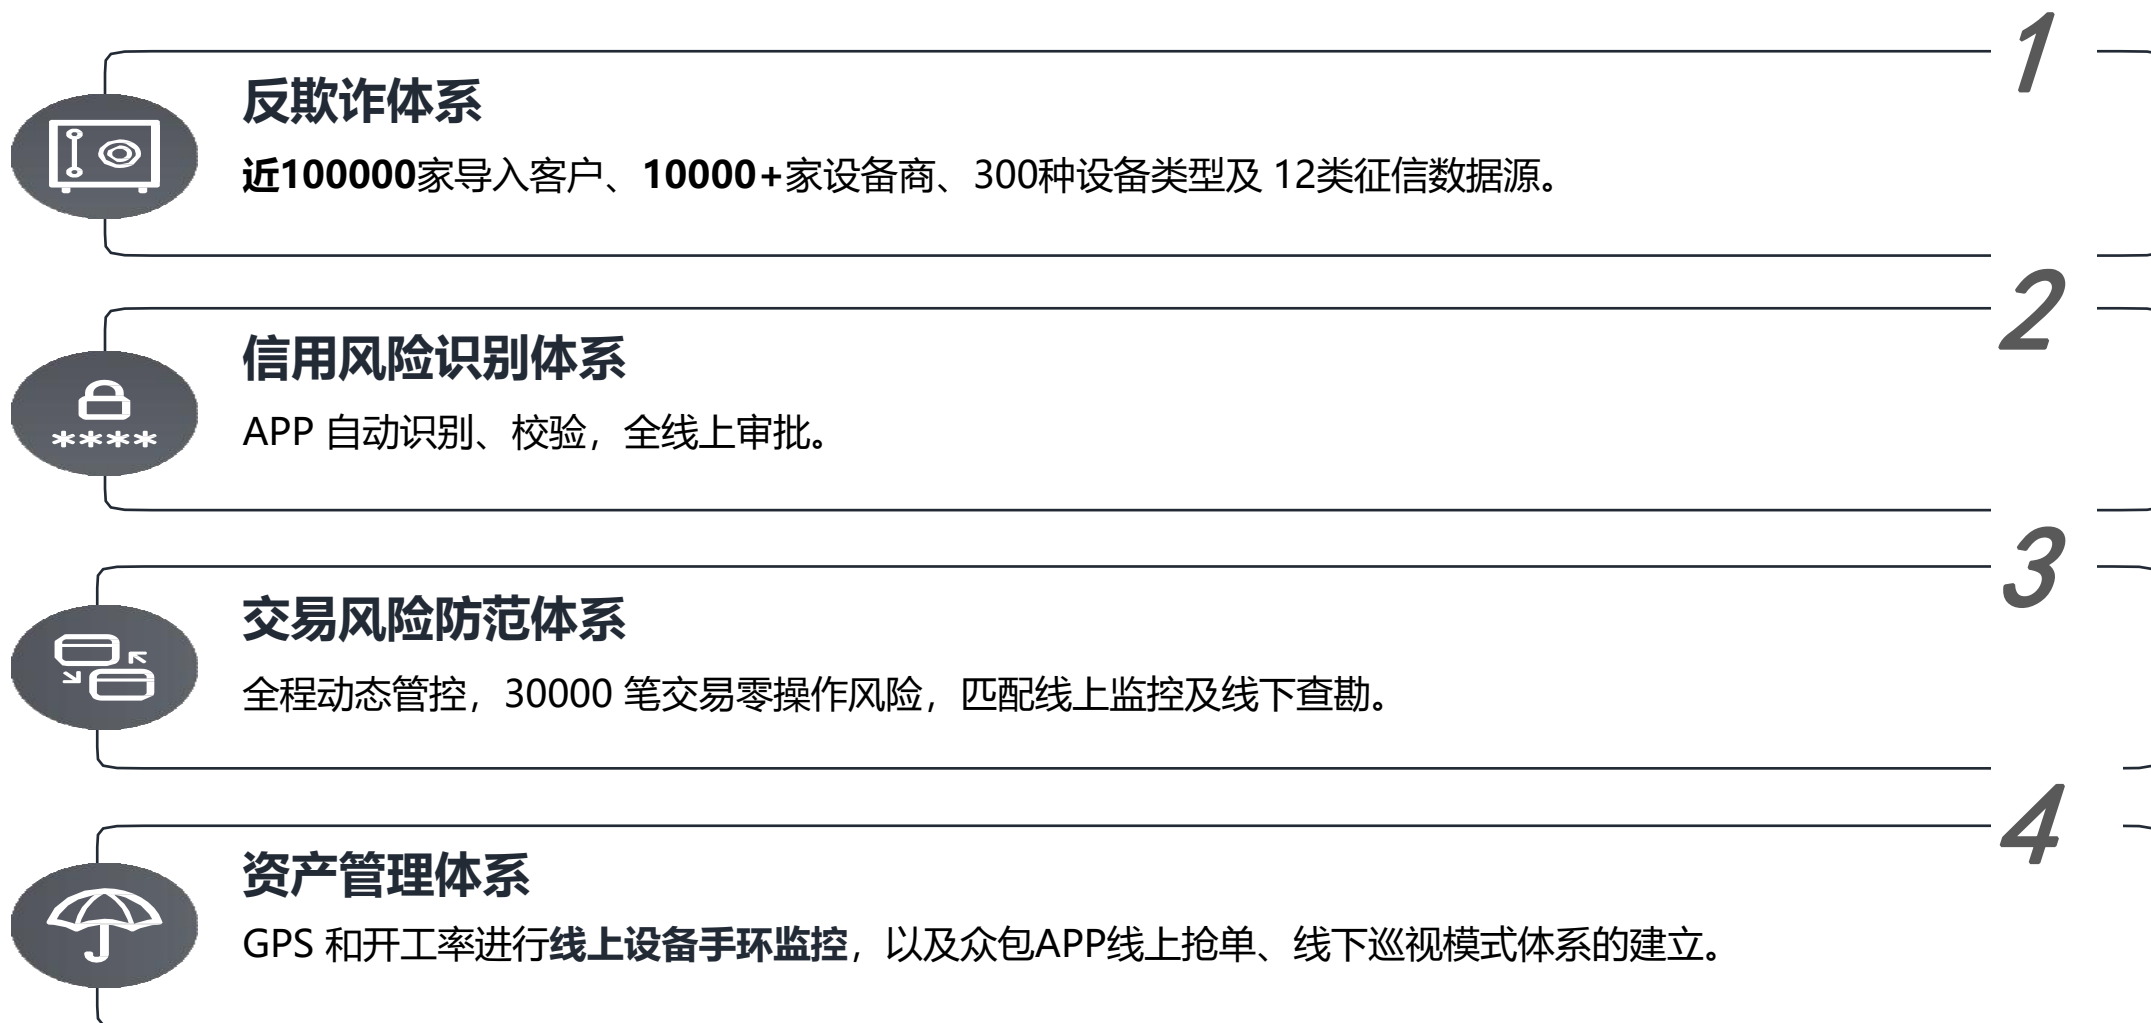 1
反欺诈体系
近100000家导入客户、10000+家设备商、300种设备类型及 12类征信数据源。
2
信用风险识别体系
APP 自动识别、校验，全线上审批。
****
3
交易风险防范体系
全程动态管控，30000 笔交易零操作风险，匹配线上监控及线下查勘。
4
资产管理体系
GPS 和开工率进行线上设备手环监控，以及众包APP线上抢单、线下巡视模式体系的建立。